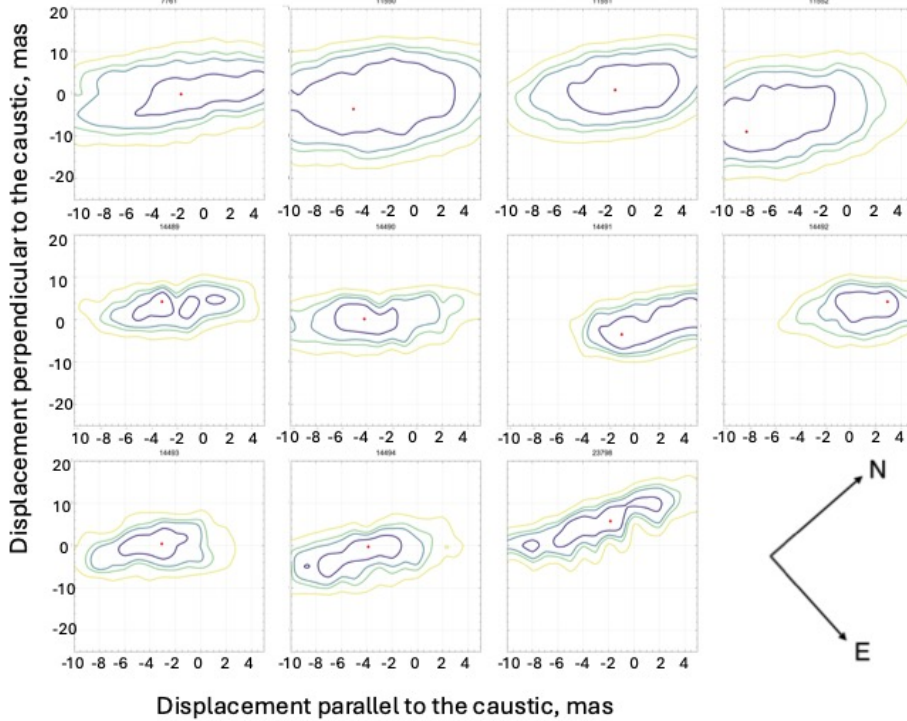 7761 11990 11991 11992
20
10
0
-10
-20
-10 -8 -6 -4 -2 0 2 4 -10 -8 -6 -4 -2 0 2 4 -10 -8 -6 -4 -2 0 2 4 -10 -8 -6 -4 -2 0 2 4
14489 14490 14491 14492
20
10
0
-10
-20
10 -8 -6 -4 -2 0 2 4 -10 -8 -6 -4 -2 0 2 4 -10 -8 -6 -4 -2 0 2 4 -10 -8 -6 -4 -2 0 2 4
14493 14494 23798
20
10
0
-10
-20
-10 -8 -6 -4 -2 0 2 4 -10 -8 -6 -4 -2 0 2 4 -10 -8 -6 -4 -2 0 2 4
N
E
Displacement perpendicular to the caustic, mas
Displacement parallel to the caustic, mas